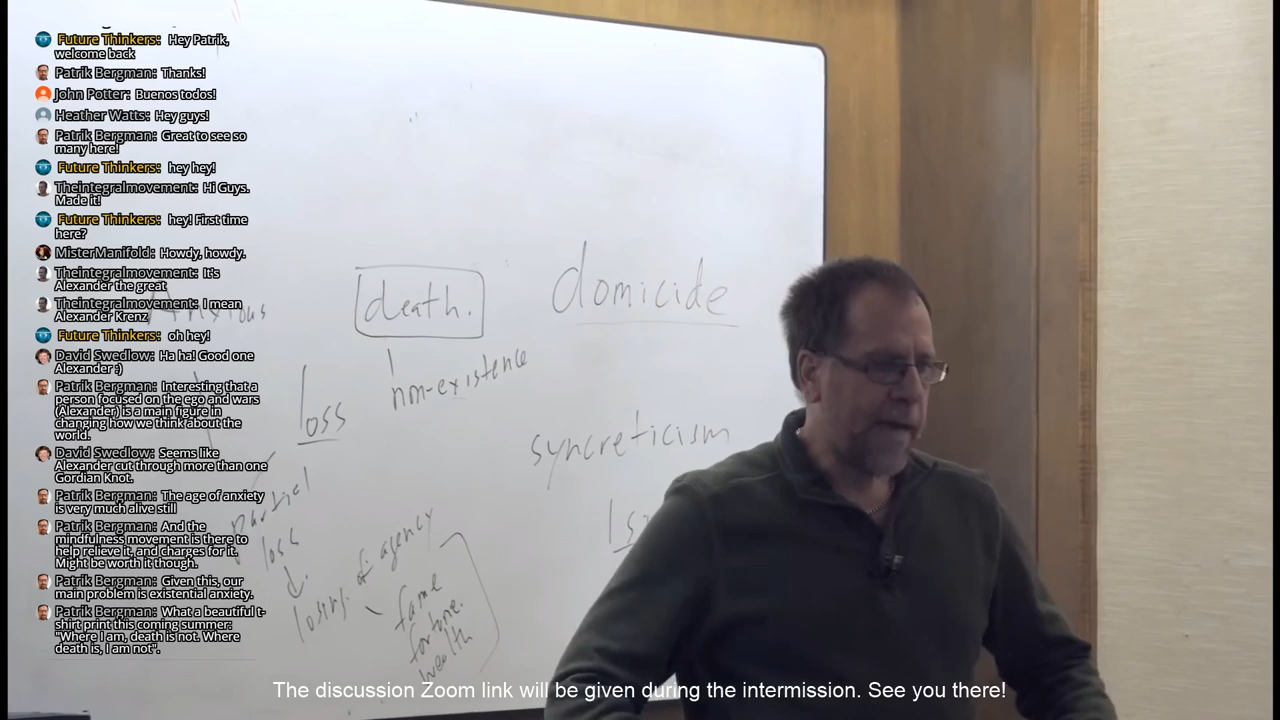 Future Thinkers: Hey Patrik,
welcome back
Patrik Bergman: Thanks!
John Potter: Buenos todos!
Heather Watts: Hey guys!
Patrik Bergman: Great to see so
many here!
Future Thinkers: hey hey!
Theintegralmovement: Hi Guys.
Made it!
Future Thinkers: hey! First time
here?
MisterManifold: Howdy, howdy.
Theintegralmovement: It's
Alexander the great
Theintegralmovement: I mean
Alexander Krenz
Future Thinkers: oh hey!
David Swedlow: Ha ha! Good one
Alexander :)
Patrik Bergman: Interesting that a
person focused on the ego and wars
(Alexander) is a main figure in
changing how we think about the
world.
David Swedlow: Seems like
Alexander cut through more than one
Gordian Knot.
Patrik Bergman: The age of anxiety
is very much alive still
Patrik Bergman: And the
mindfulness movement is there to
help relieve it, and charges for it.
Might be worth it though.
Patrik Bergman: Given this, our
main problem is existential anxiety.
Patrik Bergman: What a beautiful t-
shirt print this coming summer:
"Where I am, death is not. Where
death is, I am not".
Anxious
death.
domicide
non-existence
loss
syncreticism
partial
loss
losing of agency
fame
fortune.
wealth
The discussion Zoom link will be given during the intermission. See you there!